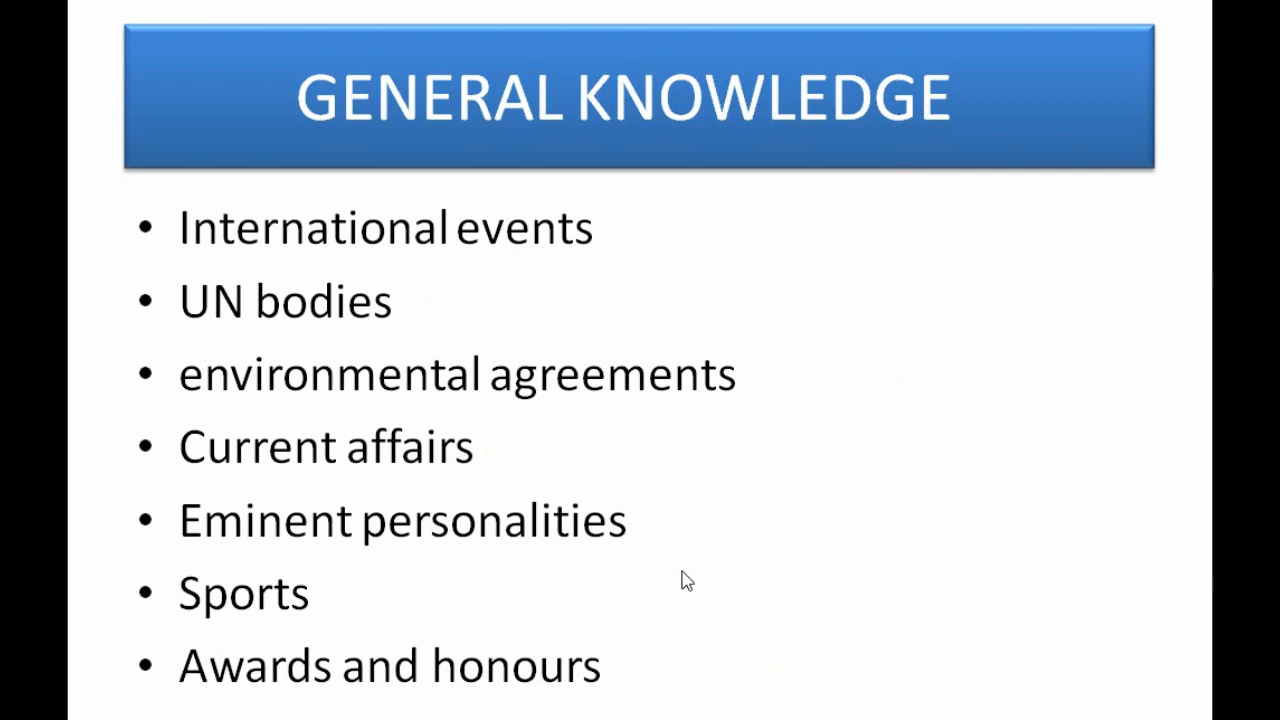 GENERAL KNOWLEDGE
• International events
• UN bodies
• environmental agreements
• Current affairs
• Eminent personalities
• Sports
• Awards and honours